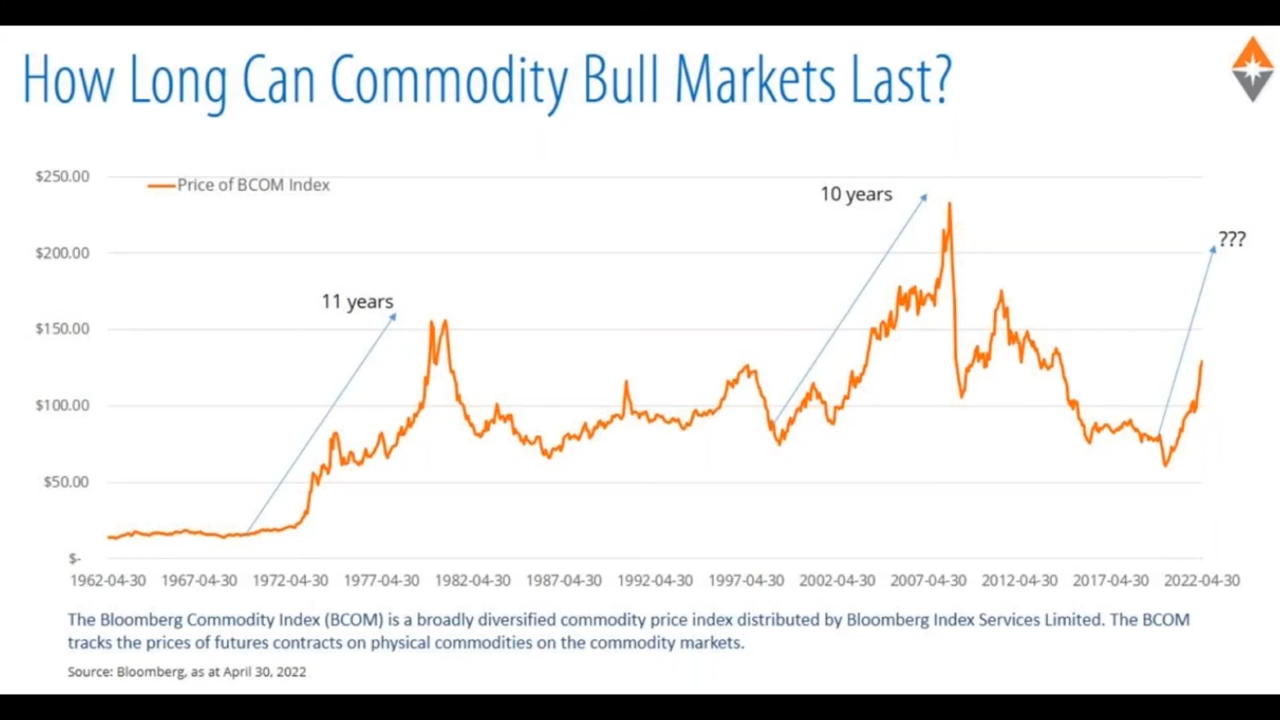 How Long Can Commodity Bull Markets Last?
$250.00
Price of BCOM Index
10 years
$200.00
???
11 years
$150.00
$100.00
$50.00
$-
1962-04-30 1967-04-30 1972-04-30 1977-04-30 1982-04-30 1987-04-30 1992-04-30 1997-04-30 2002-04-30 2007-04-30 2012-04-30 2017-04-30 2022-04-30
The Bloomberg Commodity Index (BCOM) is a broadly diversified commodity price index distributed by Bloomberg Index Services Limited. The BCOM
tracks the prices of futures contracts on physical commodities on the commodity markets.
Source: Bloomberg, as at April 30, 2022